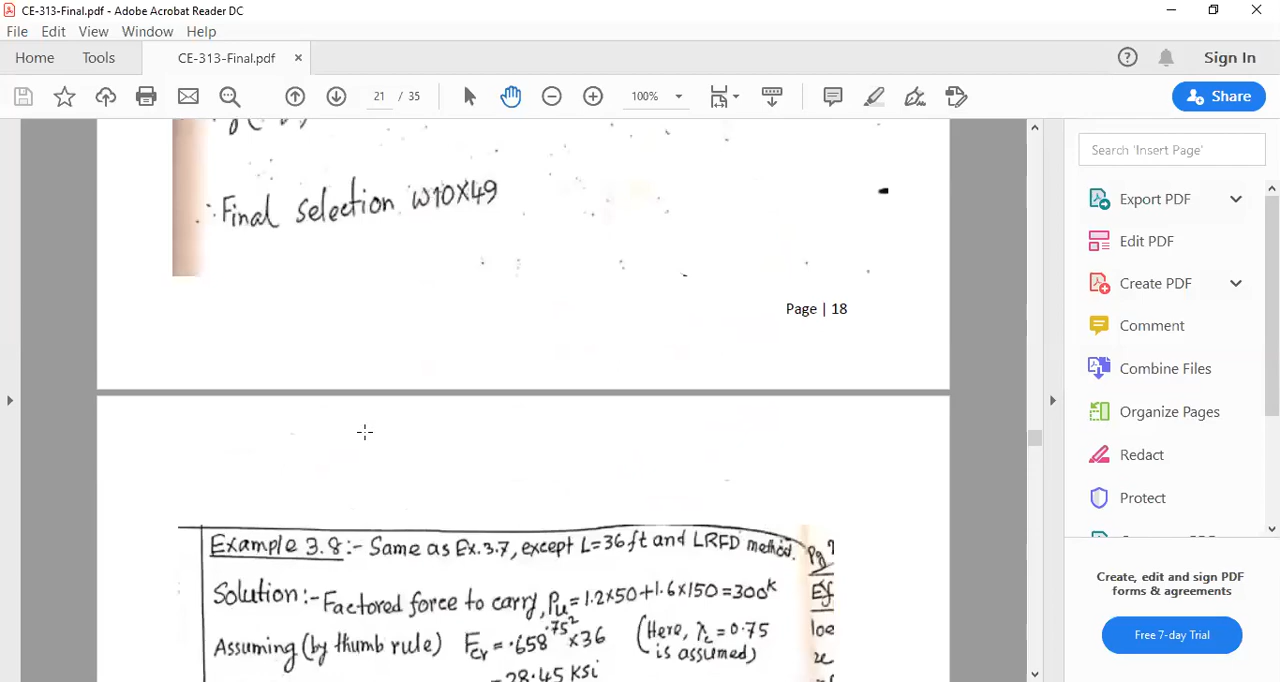 CE-313-Final.pdf - Adobe Acrobat Reader DC
File Edit View Window Help
Home Tools CE-313-Final.pdf × Sign In
21 / 35 100% Share
∴ Final selection W10X49
Page | 18
Example 3.8:- Same as Ex.3.7, except L=36ft and LRFD method.
Solution:- Factored force to carry, Pu=1.2×50+1.6×150=300k
Assuming (by thumb rule) Fcr=.658^.75²×36 (Here, λc=0.75
is assumed)
=28.45 ksi
Search 'Insert Page'
Export PDF
Edit PDF
Create PDF
Comment
Combine Files
Organize Pages
Redact
Protect
Create, edit and sign PDF
forms & agreements
Free 7-day Trial